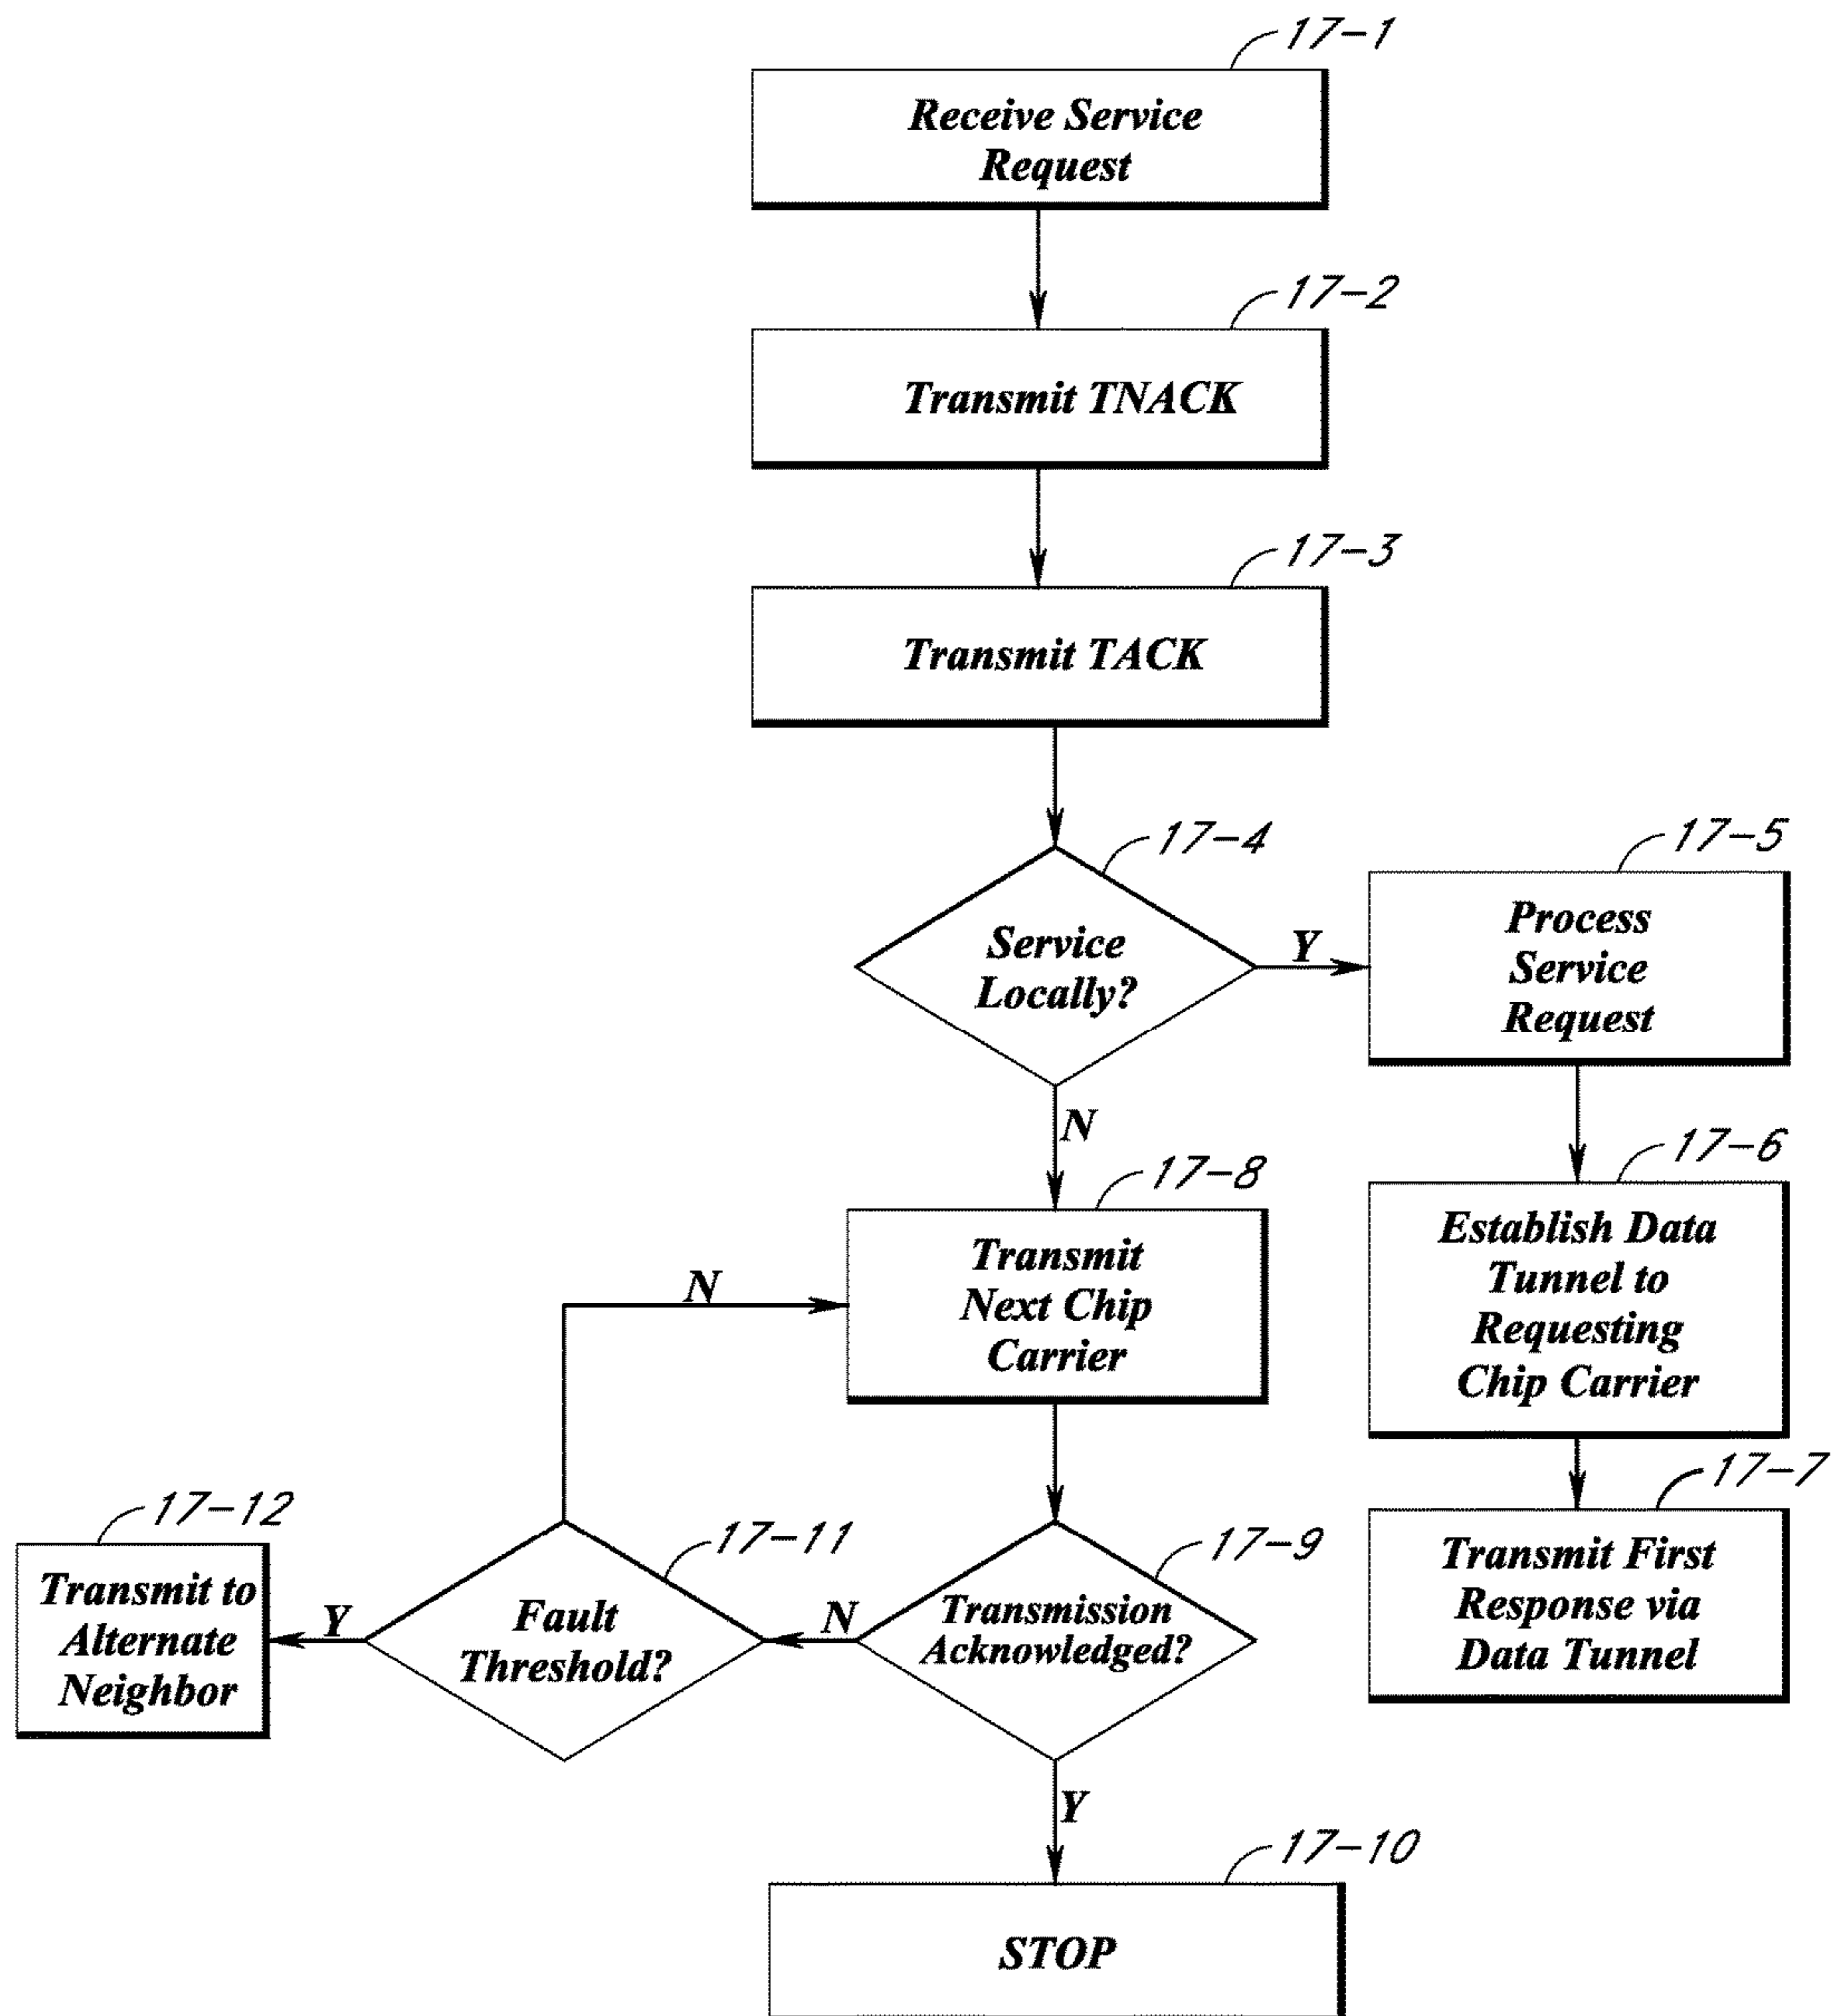 17-1
Receive Service
Request
17-2
Transmit TNACK
17-3
Transmit TACK
17-4
Service
Locally?
Y
N
17-5
Process
Service
Request
17-6
Establish Data
Tunnel to
Requesting
Chip Carrier
17-7
Transmit First
Response via
Data Tunnel
17-8
Transmit
Next Chip
Carrier
N
17-9
Transmission
Acknowledged?
N
Y
17-11
Fault
Threshold?
Y
17-12
Transmit to
Alternate
Neighbor
17-10
STOP